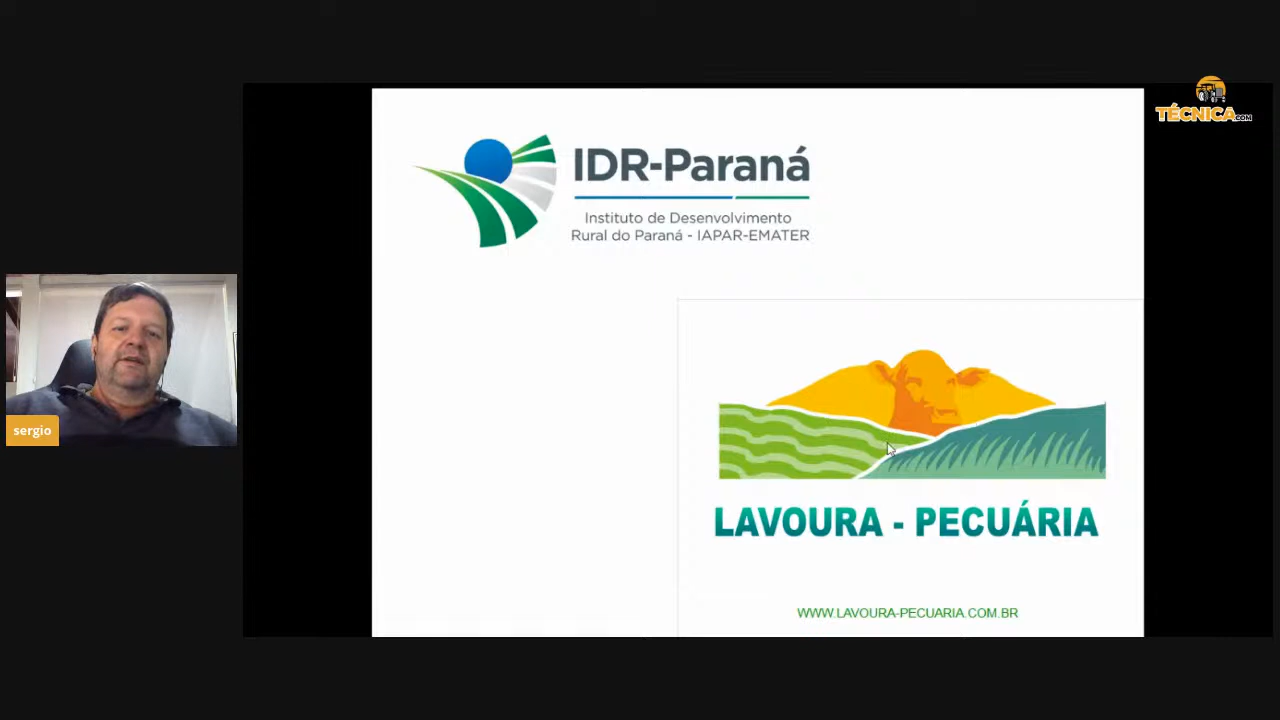 TÉCNICA.COM
IDR-Paraná
Instituto de Desenvolvimento
Rural do Paraná - IAPAR-EMATER
sergio
LAVOURA - PECUÁRIA
WWW.LAVOURA-PECUARIA.COM.BR